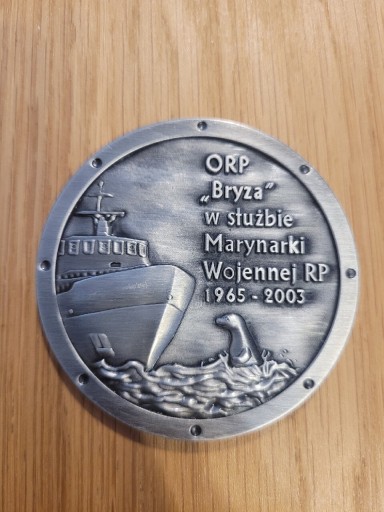 ORP
„Bryza”
w służbie
Marynarki
Wojennej RP
1965 - 2003